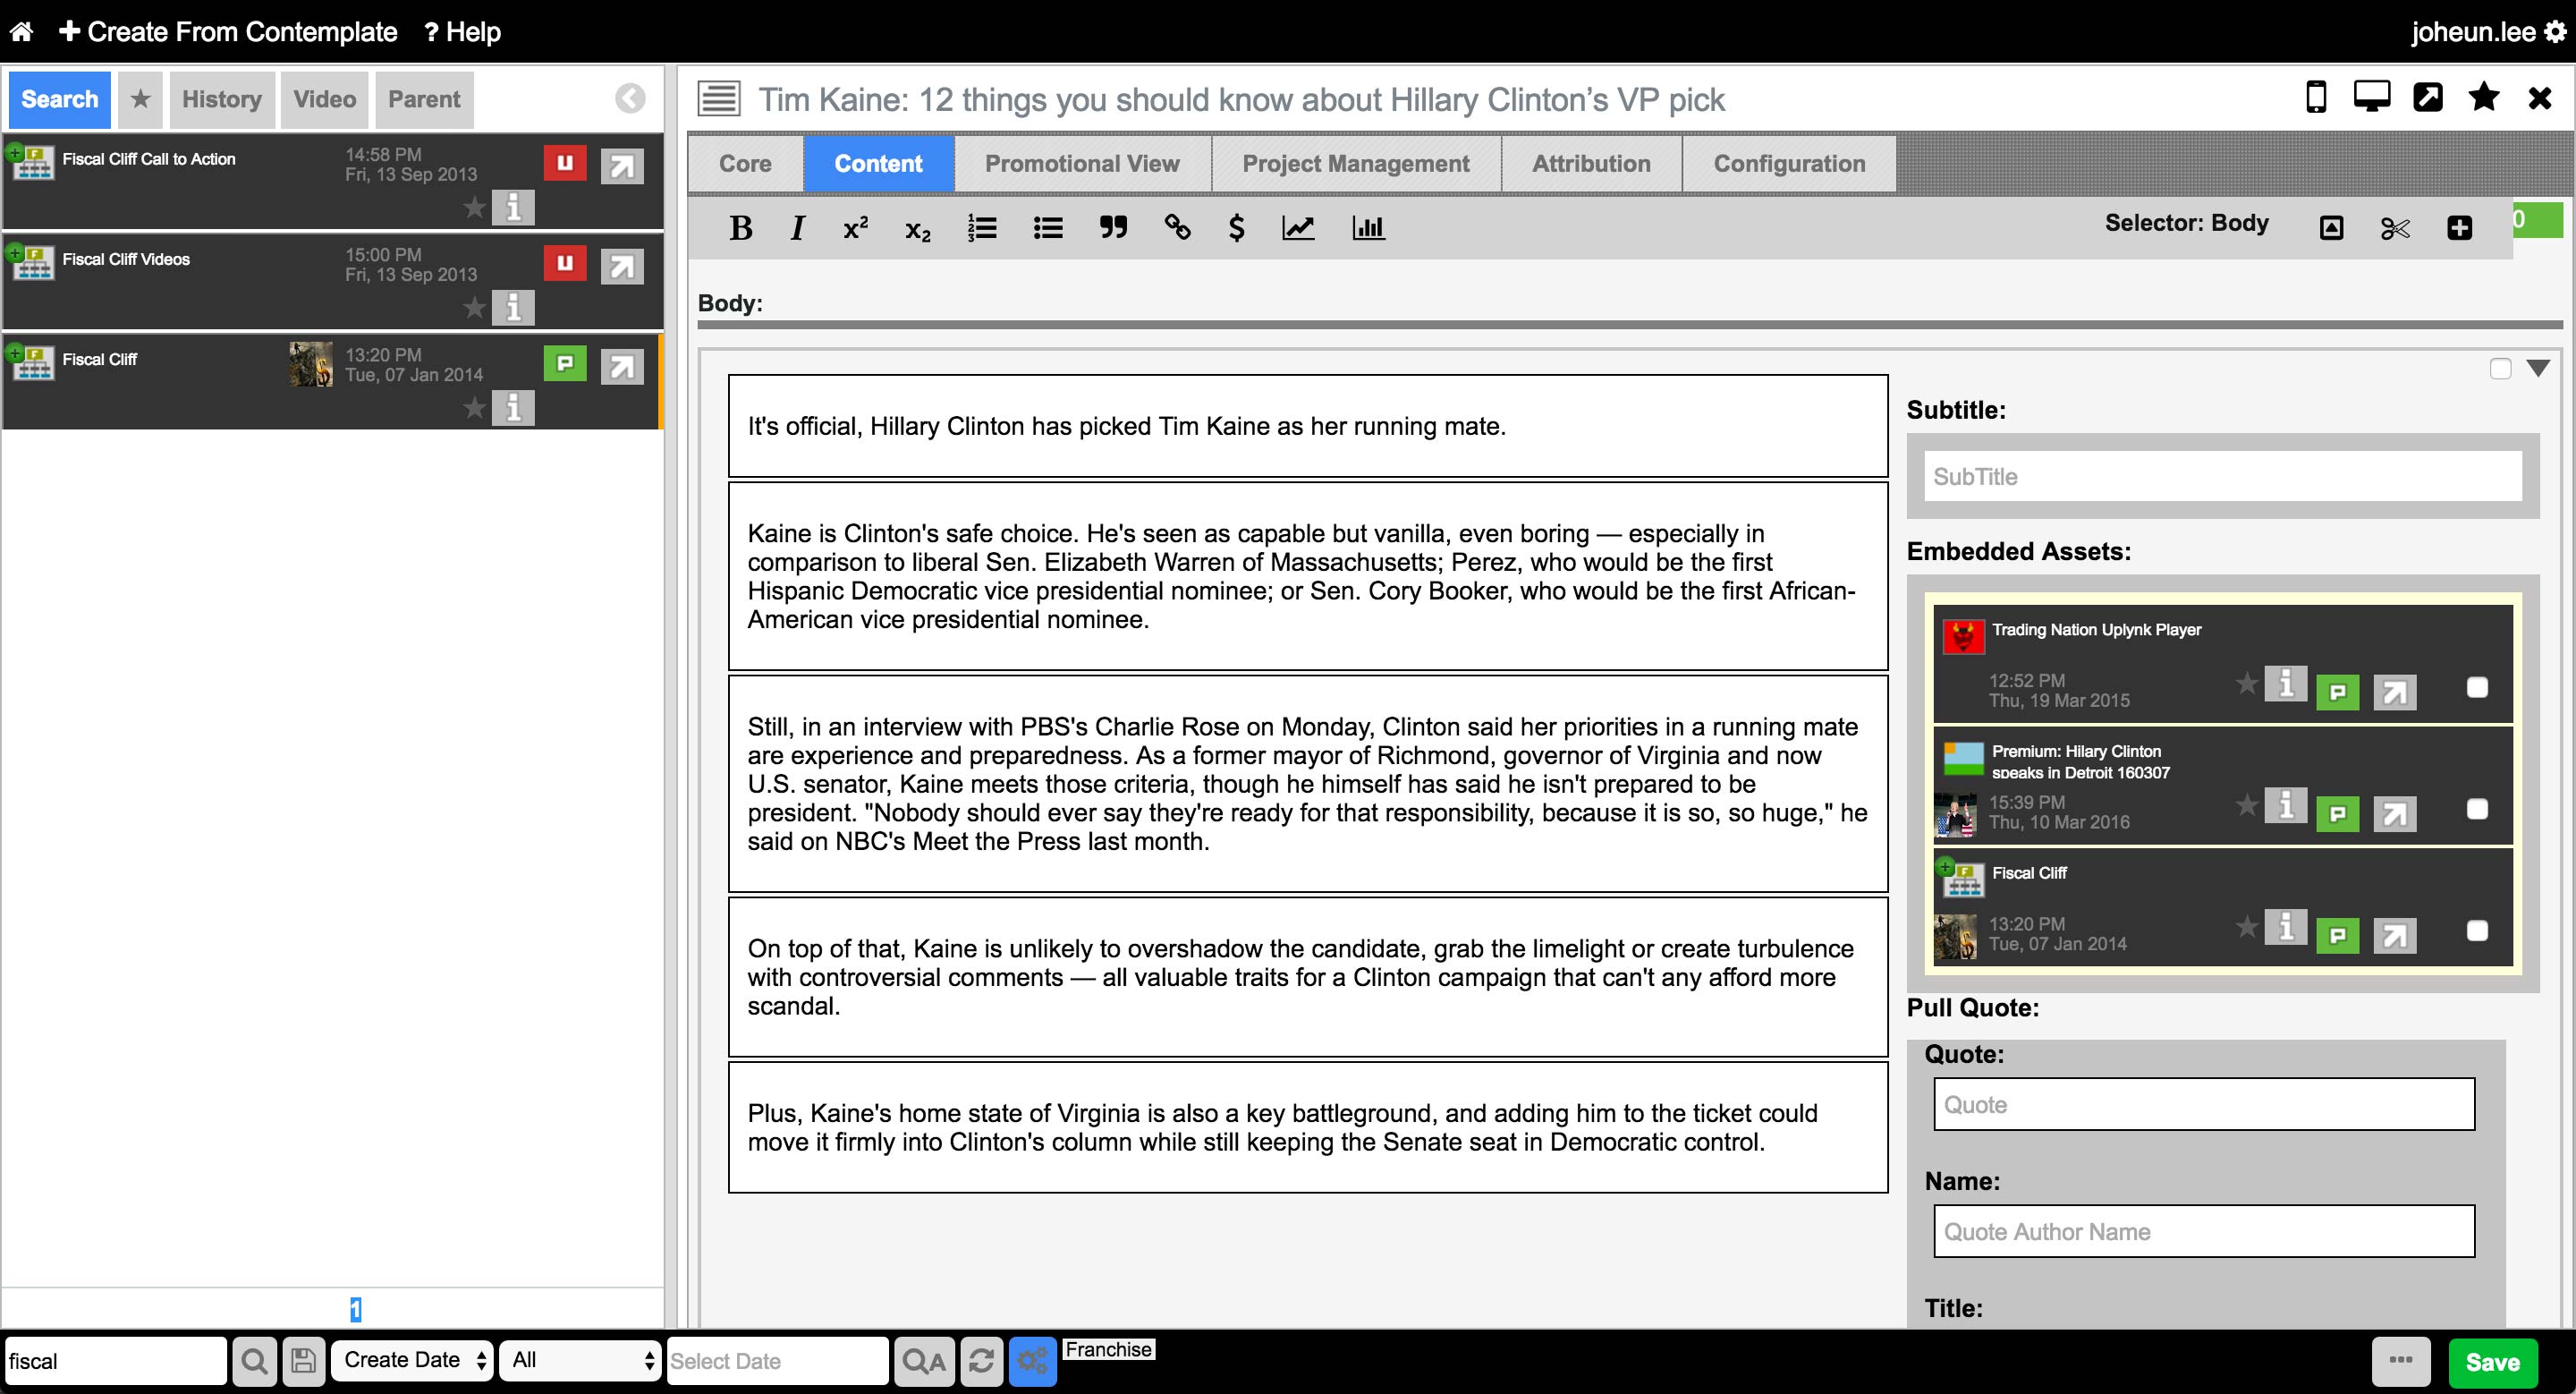 Create From Contemplate
? Help
joheun.lee
Search
History
Video
Parent
Fiscal Cliff Call to Action
14:58 PM
Fri, 13 Sep 2013
U
Fiscal Cliff Videos
15:00 PM
Fri, 13 Sep 2013
U
Fiscal Cliff
13:20 PM
Tue, 07 Jan 2014
P
1
Tim Kaine: 12 things you should know about Hillary Clinton’s VP pick
Core
Content
Promotional View
Project Management
Attribution
Configuration
B I x² x₂
Selector: Body
0
Body:
It's official, Hillary Clinton has picked Tim Kaine as her running mate.
Kaine is Clinton's safe choice. He's seen as capable but vanilla, even boring — especially in
comparison to liberal Sen. Elizabeth Warren of Massachusetts; Perez, who would be the first
Hispanic Democratic vice presidential nominee; or Sen. Cory Booker, who would be the first African-
American vice presidential nominee.
Still, in an interview with PBS's Charlie Rose on Monday, Clinton said her priorities in a running mate
are experience and preparedness. As a former mayor of Richmond, governor of Virginia and now
U.S. senator, Kaine meets those criteria, though he himself has said he isn't prepared to be
president. "Nobody should ever say they're ready for that responsibility, because it is so, so huge," he
said on NBC's Meet the Press last month.
On top of that, Kaine is unlikely to overshadow the candidate, grab the limelight or create turbulence
with controversial comments — all valuable traits for a Clinton campaign that can't any afford more
scandal.
Plus, Kaine's home state of Virginia is also a key battleground, and adding him to the ticket could
move it firmly into Clinton's column while still keeping the Senate seat in Democratic control.
Subtitle:
SubTitle
Embedded Assets:
Trading Nation Uplynk Player
12:52 PM
Thu, 19 Mar 2015
P
Premium: Hilary Clinton
speaks in Detroit 160307
15:39 PM
Thu, 10 Mar 2016
P
Fiscal Cliff
13:20 PM
Tue, 07 Jan 2014
P
Pull Quote:
Quote:
Quote
Name:
Quote Author Name
Title:
fiscal
Create Date
All
Select Date
A
Franchise
Save